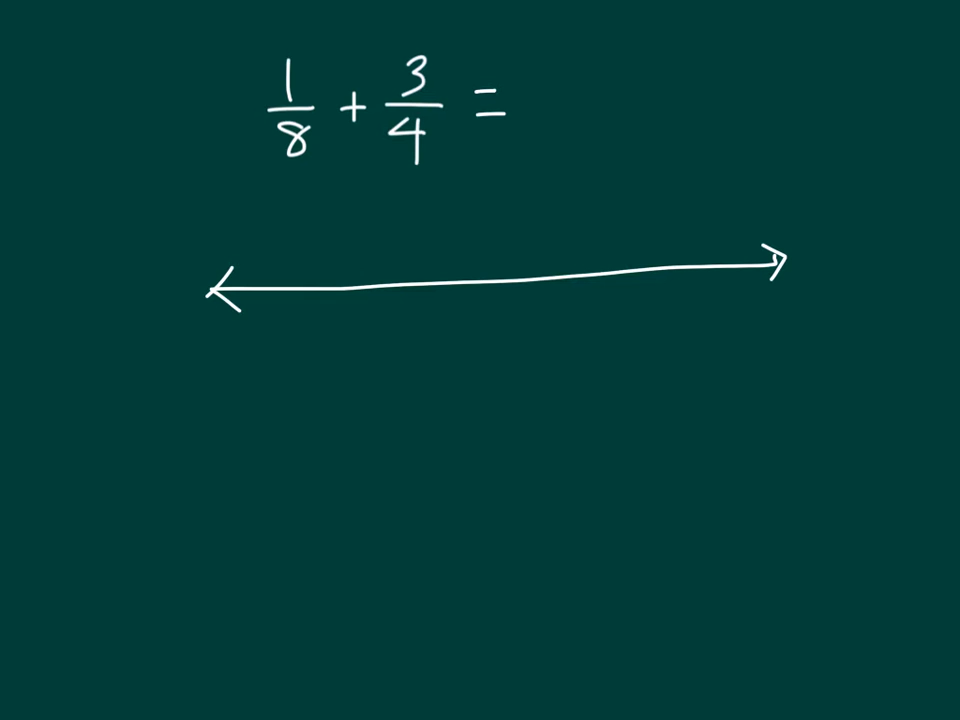 1/8 + 3/4 =